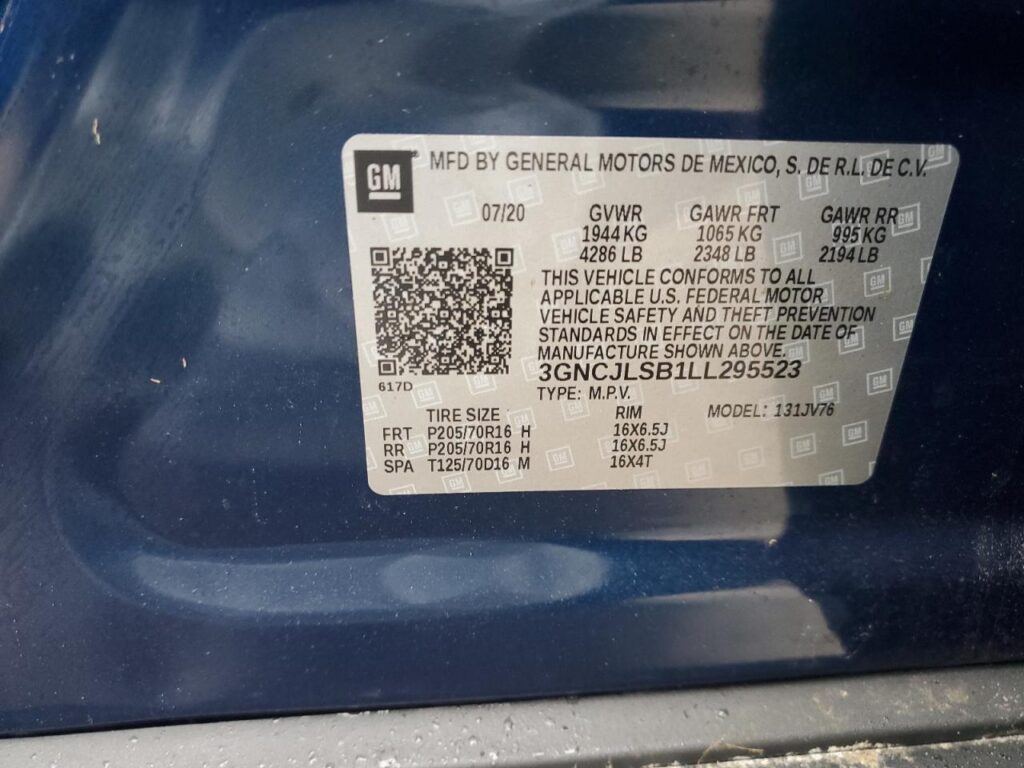 GM MFD BY GENERAL MOTORS DE MEXICO, S. DE R.L. DE C.V.
07/20 GVWR GAWR FRT GAWR RR
1944 KG 1065 KG 995 KG
4286 LB 2348 LB 2194 LB
THIS VEHICLE CONFORMS TO ALL
APPLICABLE U.S. FEDERAL MOTOR
VEHICLE SAFETY AND THEFT PREVENTION
STANDARDS IN EFFECT ON THE DATE OF
MANUFACTURE SHOWN ABOVE.
3GNCJLSB1LL295523
617D
TYPE: M.P.V.
TIRE SIZE RIM MODEL: 131JV76
FRT P205/70R16 H 16X6.5J
RR P205/70R16 H 16X6.5J
SPA T125/70D16 M 16X4T